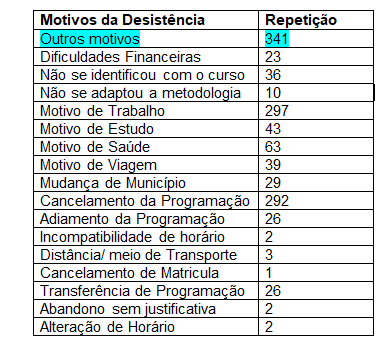 Motivos da Desistência Repetição
Outros motivos 341
Dificuldades Financeiras 23
Não se identificou com o curso 36
Não se adaptou a metodologia 10
Motivo de Trabalho 297
Motivo de Estudo 43
Motivo de Saúde 63
Motivo de Viagem 39
Mudança de Município 29
Cancelamento da Programação 292
Adiamento da Programação 26
Incompatibilidade de horário 2
Distância/ meio de Transporte 3
Cancelamento de Matricula 1
Transferência de Programação 26
Abandono sem justificativa 2
Alteração de Horário 2